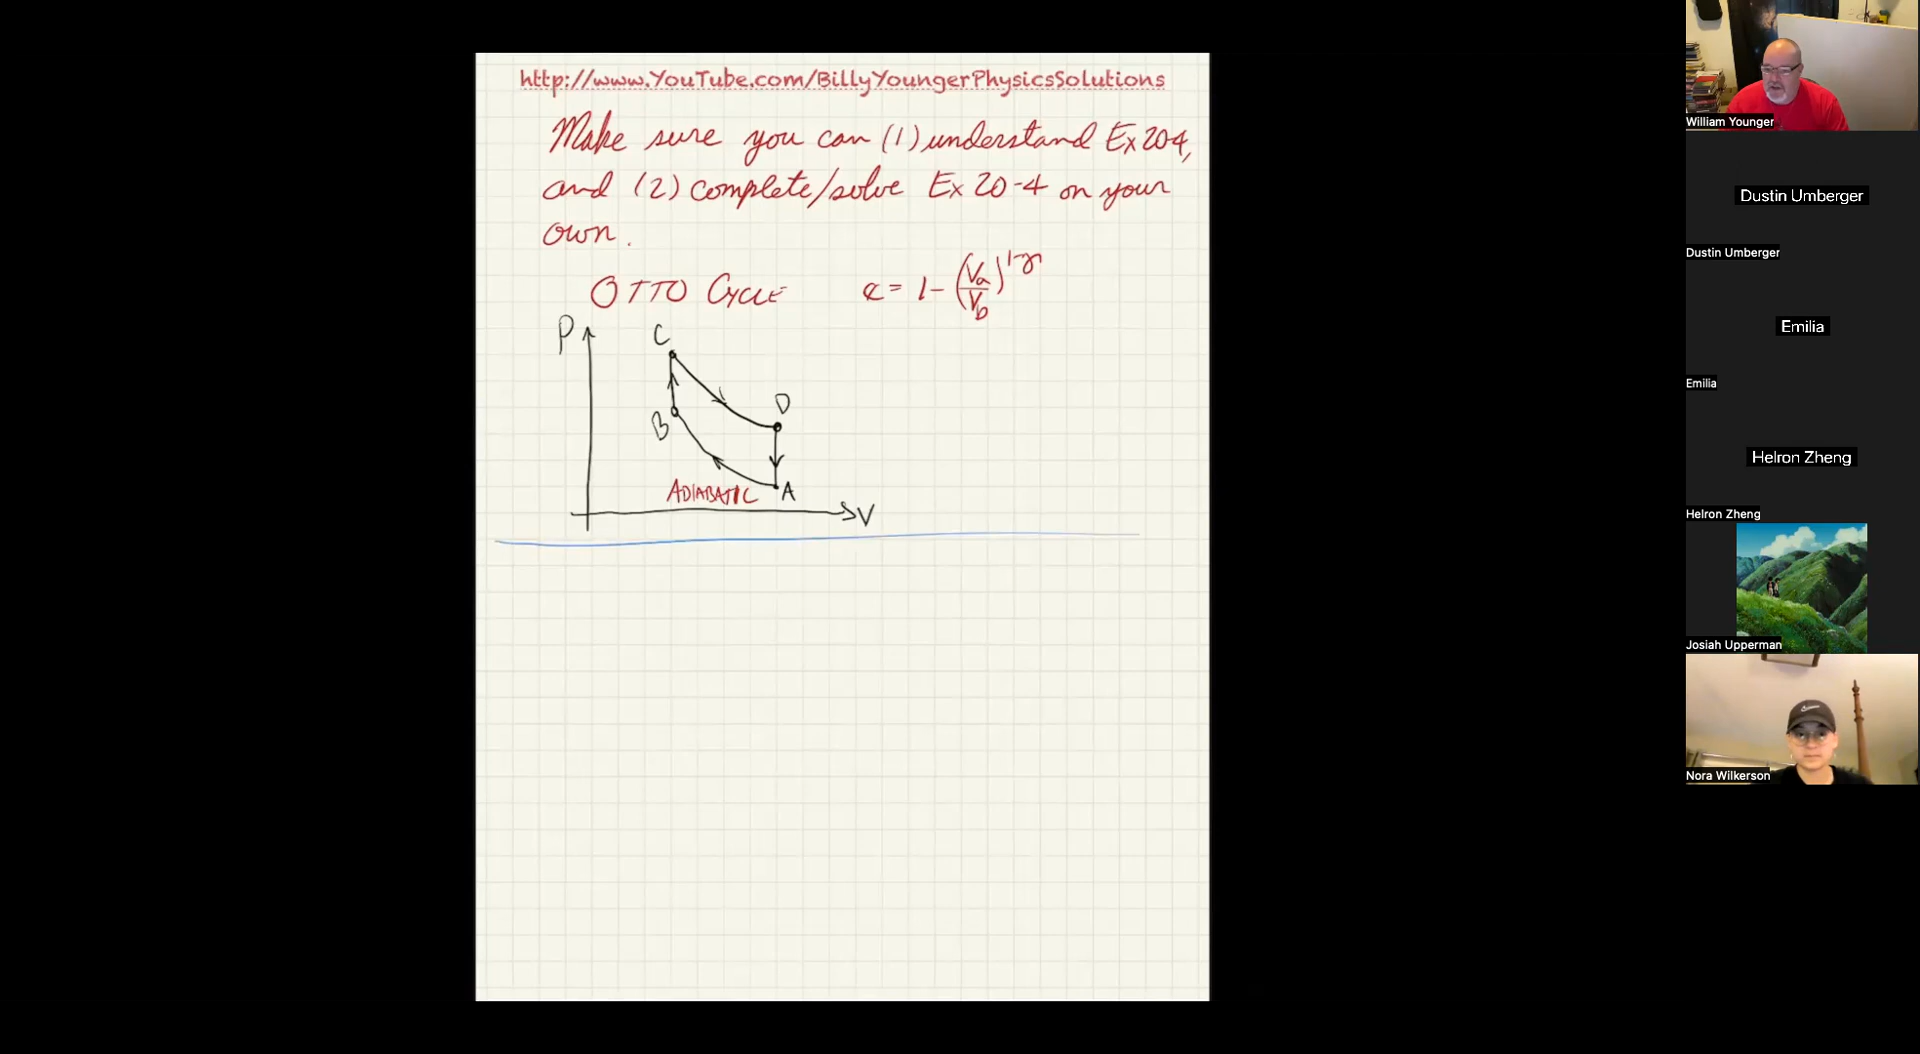 http://www.YouTube.com/BillyYoungerPhysicsSolutions
Make sure you can (1) understand Ex 20-4,
and (2) complete/solve Ex 20-4 on your
own.
OTTO CYCLE e = 1 - (Va/Vb)^1-γ
P
C
D
B
A
ADIABATIC
V
William Younger
Dustin Umberger
Dustin Umberger
Emilia
Emilia
Helron Zheng
Helron Zheng
Josiah Upperman
Nora Wilkerson